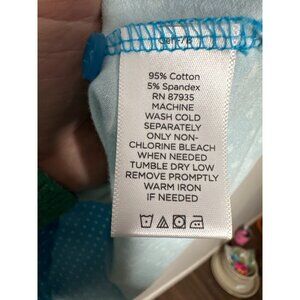 95% Cotton
5% Spandex
RN 87935
MACHINE
WASH COLD
SEPARATELY
ONLY NON-
CHLORINE BLEACH
WHEN NEEDED
TUMBLE DRY LOW
REMOVE PROMPTLY
WARM IRON
IF NEEDED